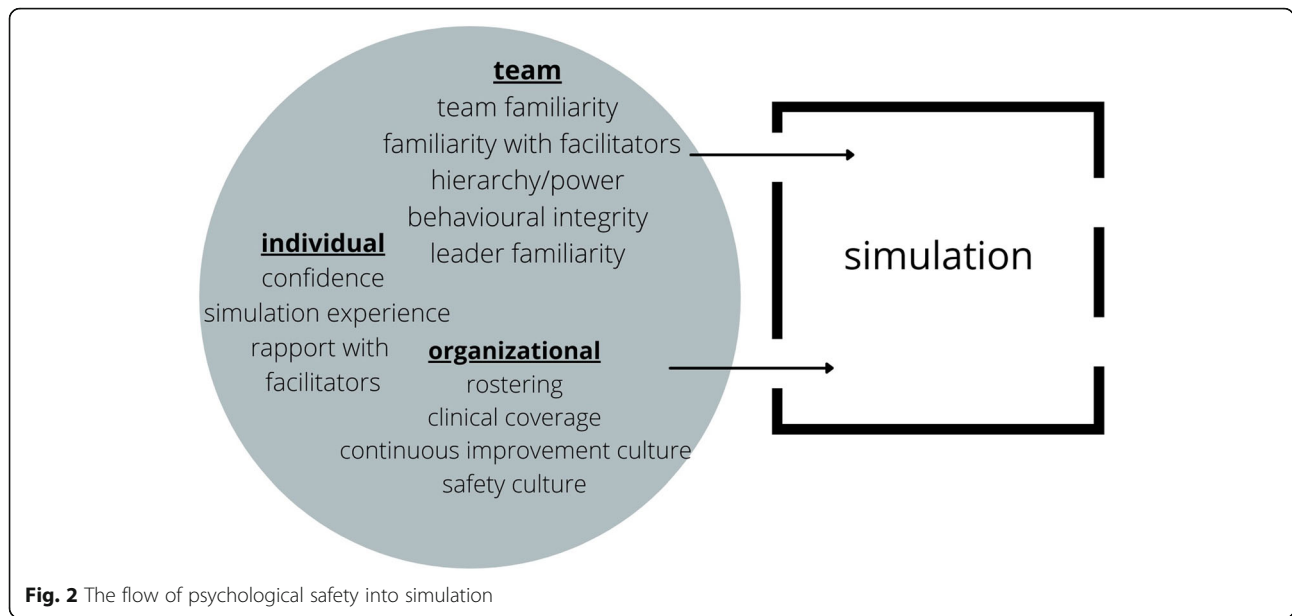 team
team familiarity
familiarity with facilitators
hierarchy/power
behavioural integrity
leader familiarity
individual
confidence
simulation experience
rapport with
facilitators
organizational
rostering
clinical coverage
continuous improvement culture
safety culture
simulation
Fig. 2 The flow of psychological safety into simulation